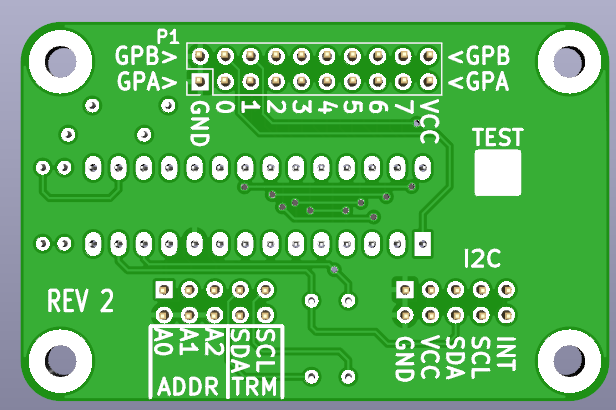 P1
GPB> <GPB
GPA> <GPA
GND 0 1 2 3 4 5 6 7 VCC
TEST
I2C
REV 2
GND VCC SDA SCL INT
A0 A1 A2 SDA SCL
ADDR TRM